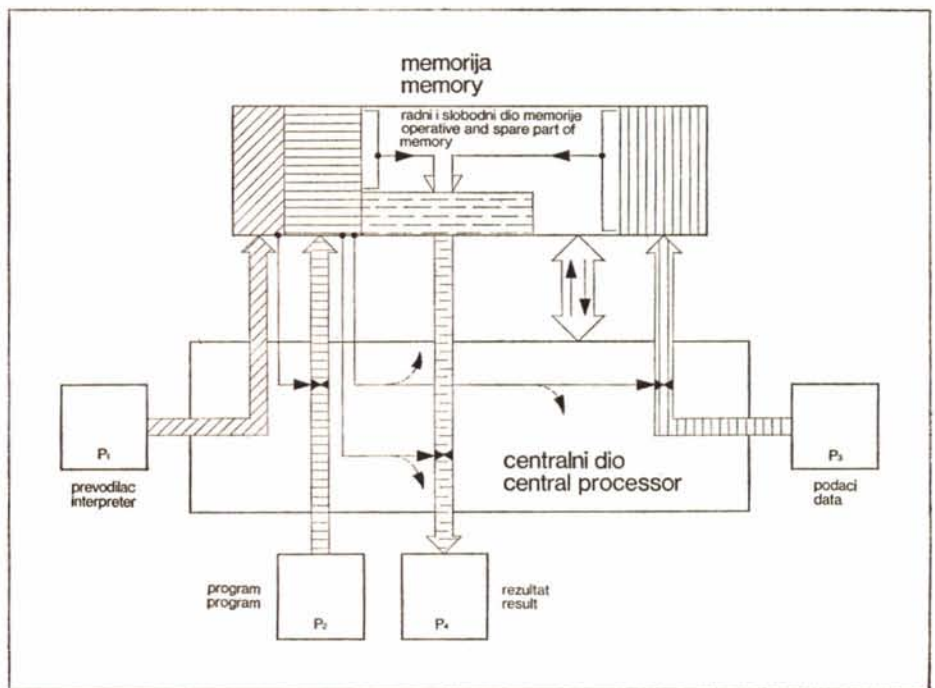 memorija
memory
radni i slobodni dio memorije
operative and spare part of
memory
P₁
prevodilac
interpreter
centralni dio
central processor
P₃
podaci
data
program
program
P₂
P₄
rezultat
result